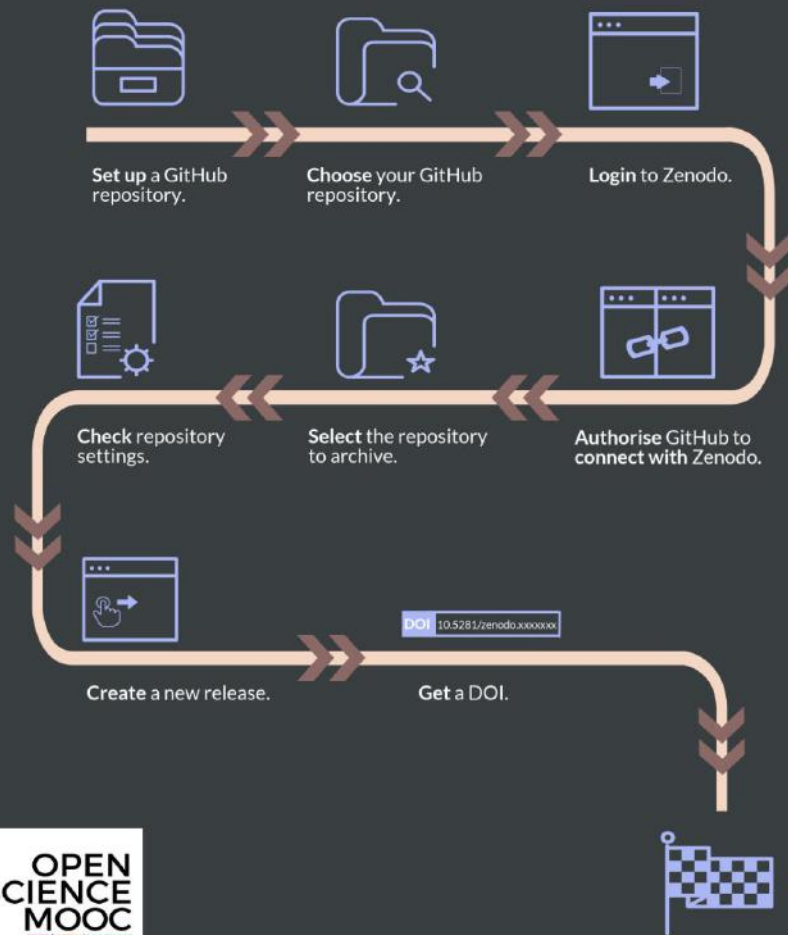 Set up a GitHub
repository.
Choose your GitHub
repository.
Login to Zenodo.
Authorise GitHub to
connect with Zenodo.
Select the repository
to archive.
Check repository
settings.
Create a new release.
DOI 10.5281/zenodo.xxxxxxx
Get a DOI.
OPEN
CIENCE
MOOC